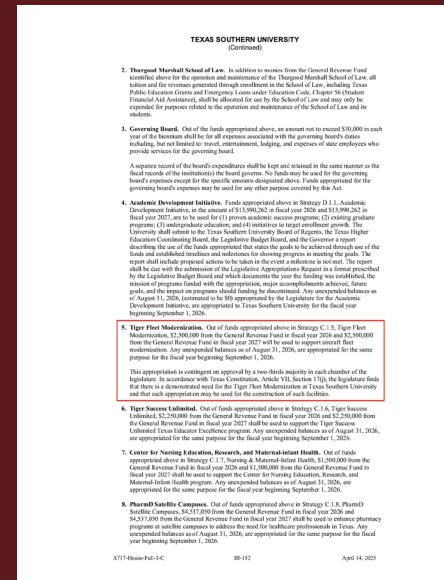 TEXAS SOUTHERN UNIVERSITY
(Continued)
2. Thurgood Marshall School of Law. In addition to monies from the General Revenue Fund
identified above for the operation and maintenance of the Thurgood Marshall School of Law, all
tuition and fee revenues generated through enrollment in the School of Law, including Texas
Public Education Grants and Emergency Loans under Education Code, Chapter 56 (Student
Financial Aid Assistance), shall be allocated for use by the School of Law and may only be
expended for purposes related to the operation and maintenance of the School of Law and its
students.
3. Governing Board. Out of the funds appropriated above, an amount not to exceed $30,000 in each
year of the biennium shall be for all expenses associated with the governing board's duties
including, but not limited to: travel, entertainment, lodging, and expenses of state employees who
provide services for the governing board.
A separate record of the board's expenditures shall be kept and retained in the same manner as the
fiscal records of the institution(s) the board governs. No funds may be used for the governing
board's expenses except for the specific amounts designated above. Funds appropriated for the
governing board's expenses may be used for any other purpose covered by this Act.
4. Academic Development Initiative. Funds appropriated above in Strategy D.1.1, Academic
Development Initiative, in the amount of $13,990,262 in fiscal year 2026 and $13,990,262 in
fiscal year 2027, are to be used for (1) proven academic success programs; (2) existing graduate
programs; (3) undergraduate education; and (4) initiatives to target enrollment growth. The
University shall submit to the Texas Southern University Board of Regents, the Texas Higher
Education Coordinating Board, the Legislative Budget Board, and the Governor a report
describing the use of the funds appropriated that states the goals to be achieved through use of the
funds and established timelines and milestones for showing progress in meeting the goals. The
report shall include proposed actions to be taken in the event a milestone is not met. The report
shall be due with the submission of the Legislative Appropriations Request in a format prescribed
by the Legislative Budget Board and which documents the year the funding was established, the
mission of programs funded with the appropriation, major accomplishments achieved, future
goals, and the impact on programs should funding be discontinued. Any unexpended balances as
of August 31, 2026, (estimated to be $0) appropriated by the Legislature for the Academic
Development Initiative, are appropriated to Texas Southern University for the fiscal year
beginning September 1, 2026.
5. Tiger Fleet Modernization. Out of funds appropriated above in Strategy C.1.5, Tiger Fleet
Modernization, $2,500,000 from the General Revenue Fund in fiscal year 2026 and $2,500,000
from the General Revenue Fund in fiscal year 2027 will be used to support aircraft fleet
modernization. Any unexpended balances as of August 31, 2026, are appropriated for the same
purpose for the fiscal year beginning September 1, 2026.
This appropriation is contingent on approval by a two-thirds majority in each chamber of the
legislature. In accordance with Texas Constitution, Article VII, Section 17(j), the legislature finds
that there is a demonstrated need for the Tiger Fleet Modernization at Texas Southern University
and that such appropriation may be used for the construction of such facilities.
6. Tiger Success Unlimited. Out of funds appropriated above in Strategy C.1.6, Tiger Success
Unlimited, $2,250,000 from the General Revenue Fund in fiscal year 2026 and $2,250,000 from
the General Revenue Fund in fiscal year 2027 shall be used to support the Tiger Success
Unlimited Texas Educator Excellence program. Any unexpended balances as of August 31, 2026,
are appropriated for the same purpose for the fiscal year beginning September 1, 2026.
7. Center for Nursing Education, Research, and Maternal-infant Health. Out of funds
appropriated above in Strategy C.1.7, Nursing & Maternal-Infant Health, $1,500,000 from the
General Revenue Fund in fiscal year 2026 and $1,500,000 from the General Revenue Fund in
fiscal year 2027 shall be used to support the Center for Nursing Education, Research, and
Maternal-Infant Health program. Any unexpended balances as of August 31, 2026, are
appropriated for the same purpose for the fiscal year beginning September 1, 2026.
8. PharmD Satellite Campuses. Out of funds appropriated above in Strategy C.1.8, PharmD
Satellite Campuses, $4,537,050 from the General Revenue Fund in fiscal year 2026 and
$4,537,050 from the General Revenue Fund in fiscal year 2027 shall be used to enhance pharmacy
programs at satellite campuses to address the need for healthcare professionals in Texas. Any
unexpended balances as of August 31, 2026, are appropriated for the same purpose for the fiscal
year beginning September 1, 2026.
A717-House-Full-3-C III-152 April 14, 2025